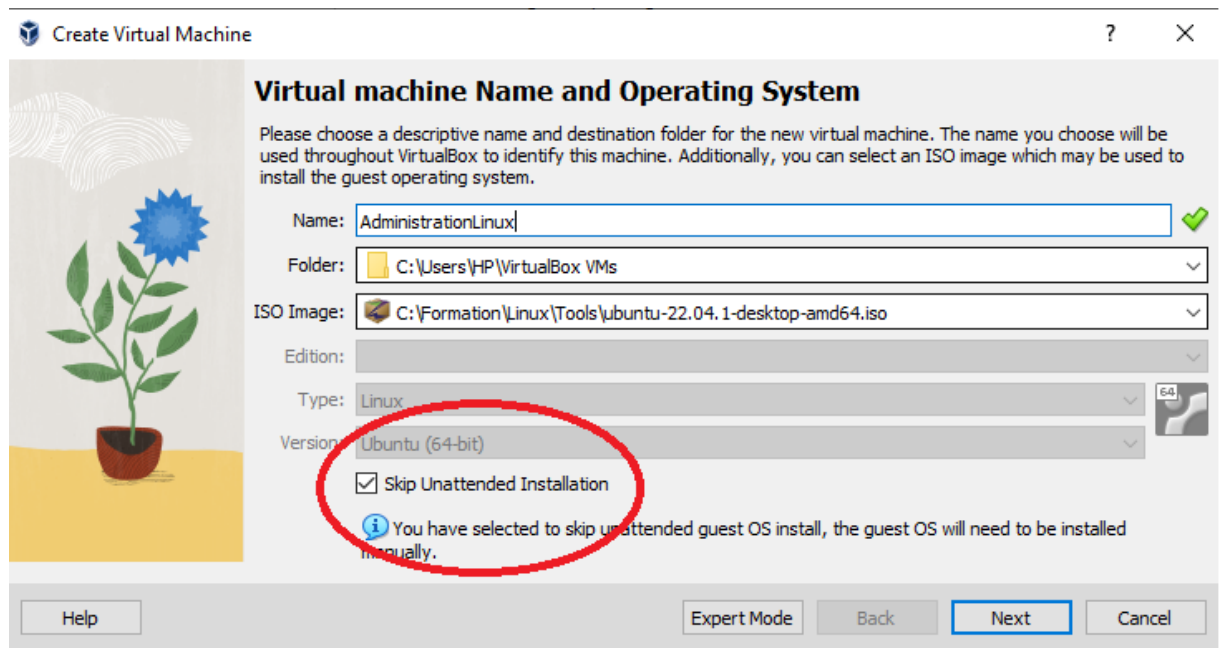 Create Virtual Machine ?
Virtual machine Name and Operating System
Please choose a descriptive name and destination folder for the new virtual machine. The name you choose will be
used throughout VirtualBox to identify this machine. Additionally, you can select an ISO image which may be used to
install the guest operating system.
Name: AdministrationLinux
Folder: C:\Users\HP\VirtualBox VMs
ISO Image: C:\Formation\Linux\Tools\ubuntu-22.04.1-desktop-amd64.iso
Edition:
Type: Linux 64
Version: Ubuntu (64-bit)
Skip Unattended Installation
You have selected to skip unattended guest OS install, the guest OS will need to be installed
manually.
Help Expert Mode Back Next Cancel